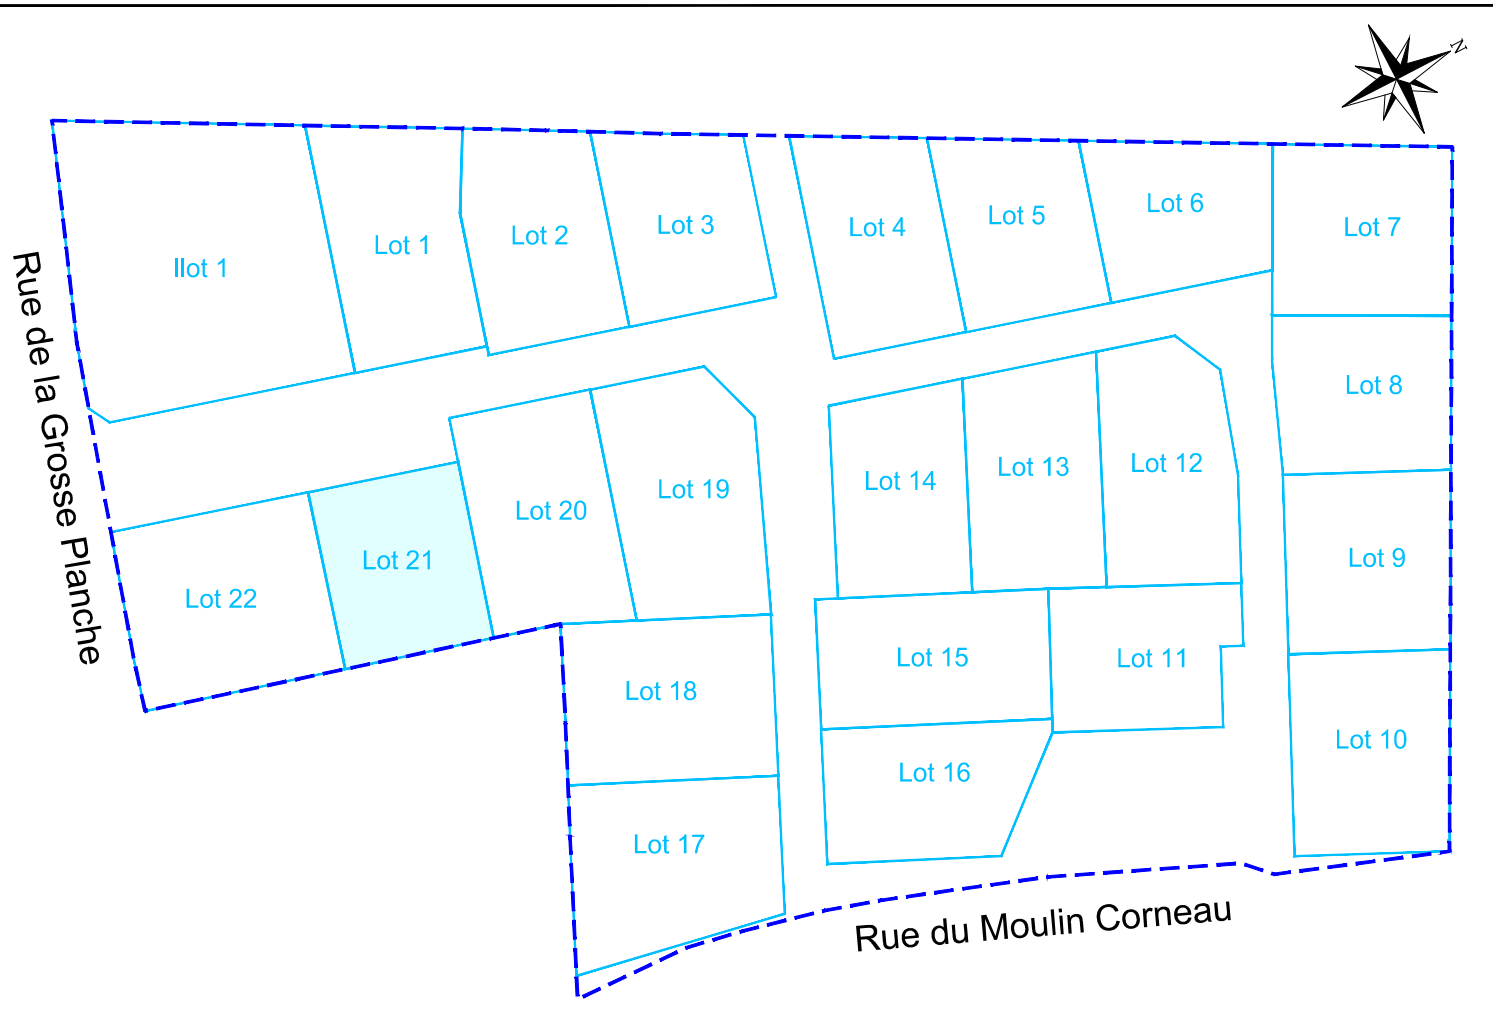 N
Ilot 1
Lot 1
Lot 2
Lot 3
Lot 4
Lot 5
Lot 6
Lot 7
Lot 8
Lot 9
Lot 10
Lot 11
Lot 12
Lot 13
Lot 14
Lot 15
Lot 16
Lot 17
Lot 18
Lot 19
Lot 20
Lot 21
Lot 22
Rue de la Grosse Planche
Rue du Moulin Corneau